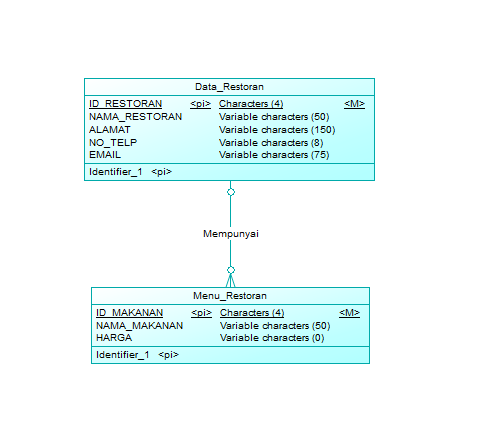 Data_Restoran
ID_RESTORAN <pi> Characters (4) <M>
NAMA_RESTORAN Variable characters (50)
ALAMAT Variable characters (150)
NO_TELP Variable characters (8)
EMAIL Variable characters (75)
Identifier_1 <pi>
Mempunyai
Menu_Restoran
ID_MAKANAN <pi> Characters (4) <M>
NAMA_MAKANAN Variable characters (50)
HARGA Variable characters (0)
Identifier_1 <pi>